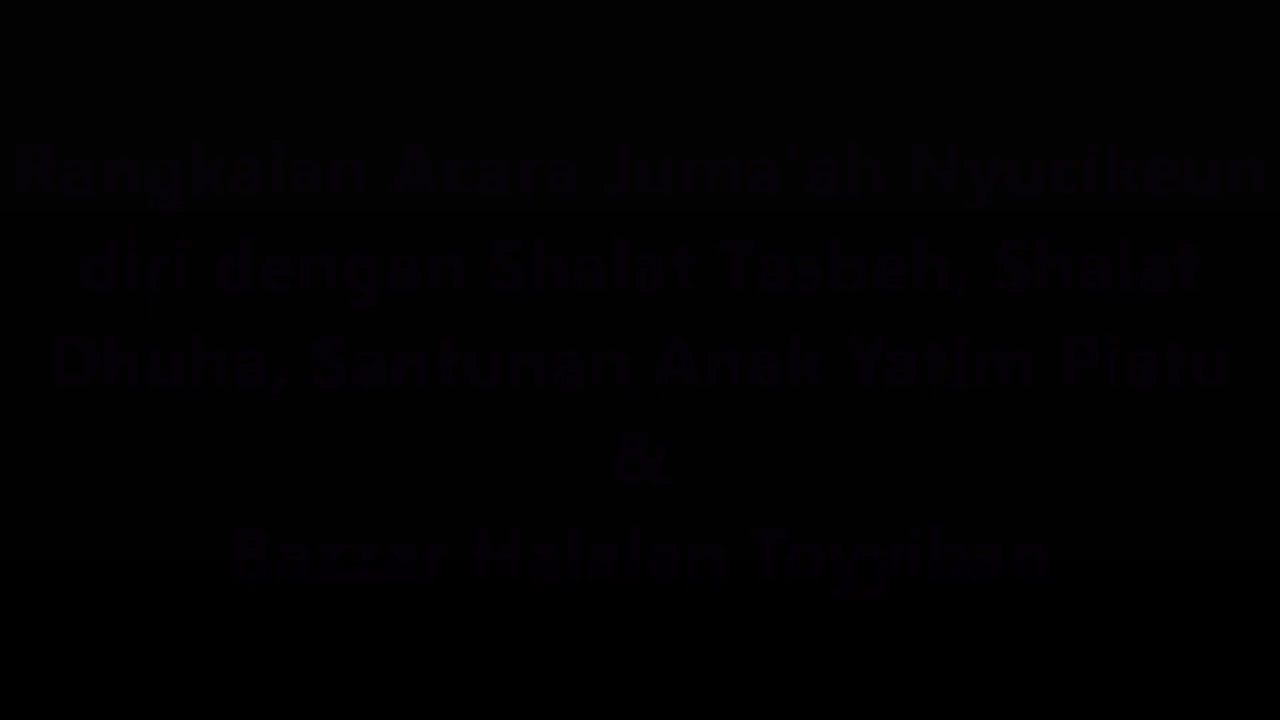 Rangkaian Acara Juma'ah Nyucikeun
diri dengan Shalat Tasbeh, Shalat
Dhuha, Santunan Anak Yatim Piatu
&
Bazzar Halalan Toyyiban